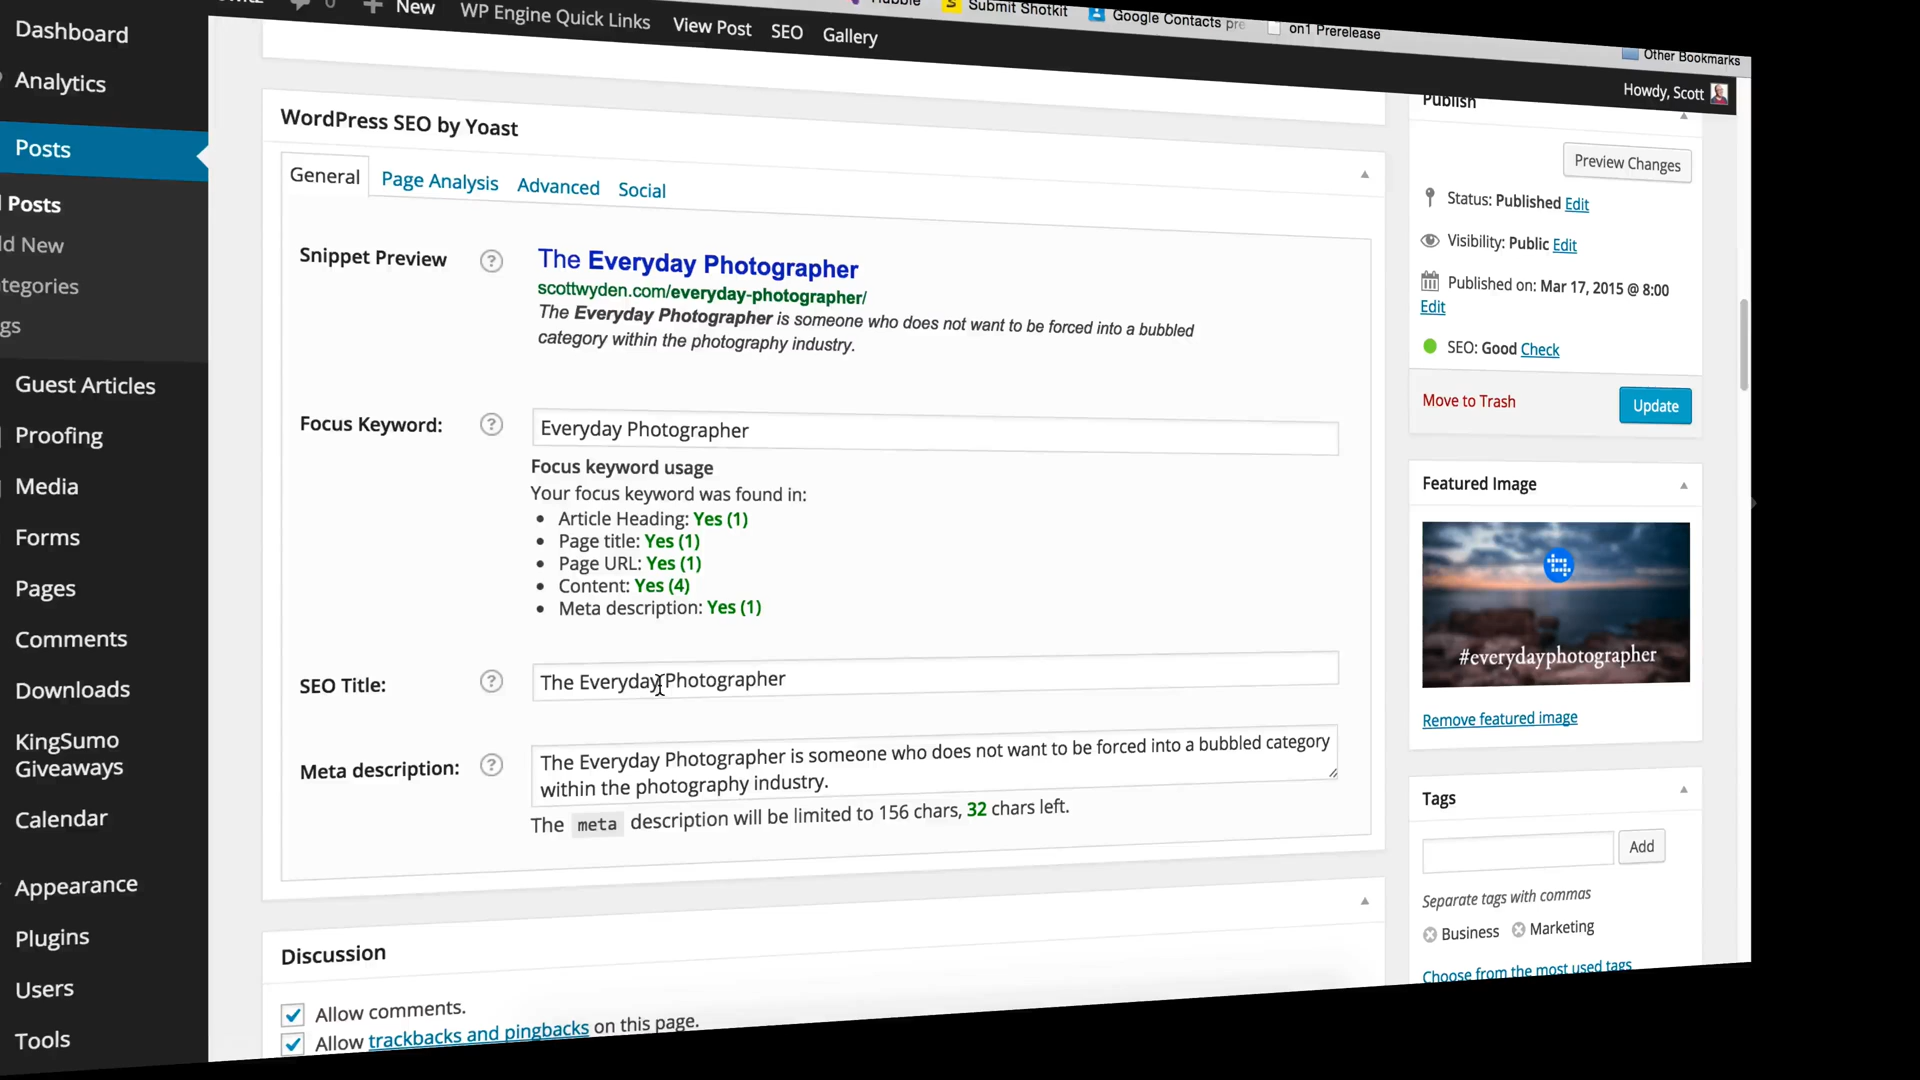 Dashboard
Analytics
Posts
Posts
New
Guest Articles
Proofing
Media
Forms
Pages
Comments
Downloads
KingSumo
Giveaways
Calendar
Appearance
Plugins
Users
Tools
0
New
WP Engine Quick Links
View Post
SEO
Gallery
Submit Shotkit
Google Contacts pre
on1 Prerelease
Other Bookmarks
Howdy, Scott
WordPress SEO by Yoast
General
Page Analysis
Advanced
Social
Snippet Preview
?
The Everyday Photographer
scottwyden.com/everyday-photographer/
The Everyday Photographer is someone who does not want to be forced into a bubbled
category within the photography industry.
Focus Keyword:
?
Everyday Photographer
Focus keyword usage
Your focus keyword was found in:
• Article Heading: Yes (1)
• Page title: Yes (1)
• Page URL: Yes (1)
• Content: Yes (4)
• Meta description: Yes (1)
SEO Title:
?
The Everyday Photographer
Meta description:
?
The Everyday Photographer is someone who does not want to be forced into a bubbled category
within the photography industry.
The meta description will be limited to 156 chars, 32 chars left.
Discussion
Allow comments.
Allow trackbacks and pingbacks on this page.
Publish
Preview Changes
Status: Published Edit
Visibility: Public Edit
Published on: Mar 17, 2015 @ 8:00
Edit
SEO: Good Check
Move to Trash
Update
Featured Image
#everydayphotographer
Remove featured image
Tags
Add
Separate tags with commas
Business
Marketing
Choose from the most used tags